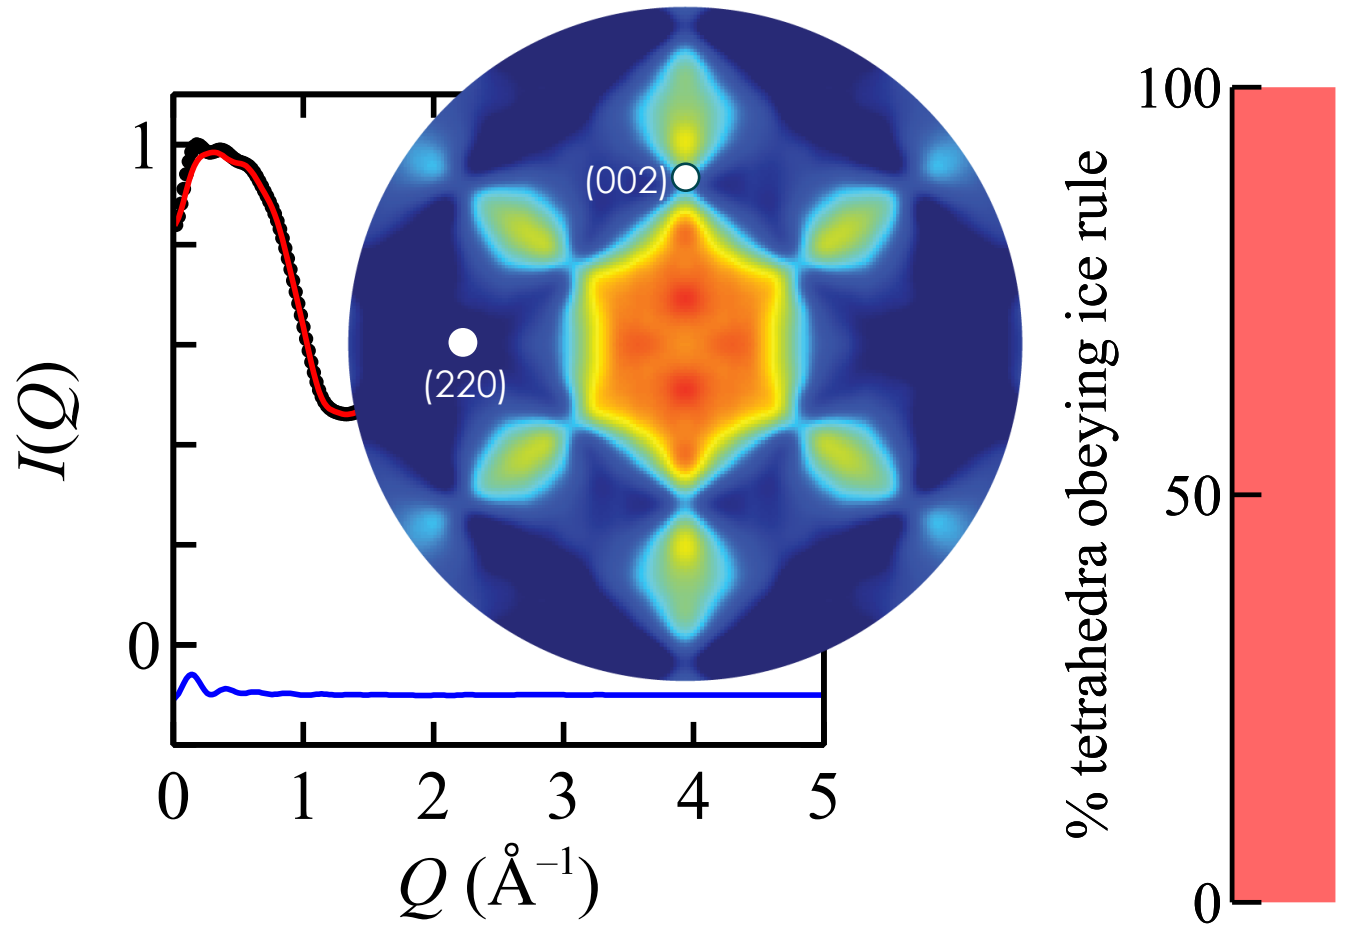 I(Q)
1
0
0 1 2 3 4 5
Q (Å⁻¹)
(002)
(220)
% tetrahedra obeying ice rule
100
50
0